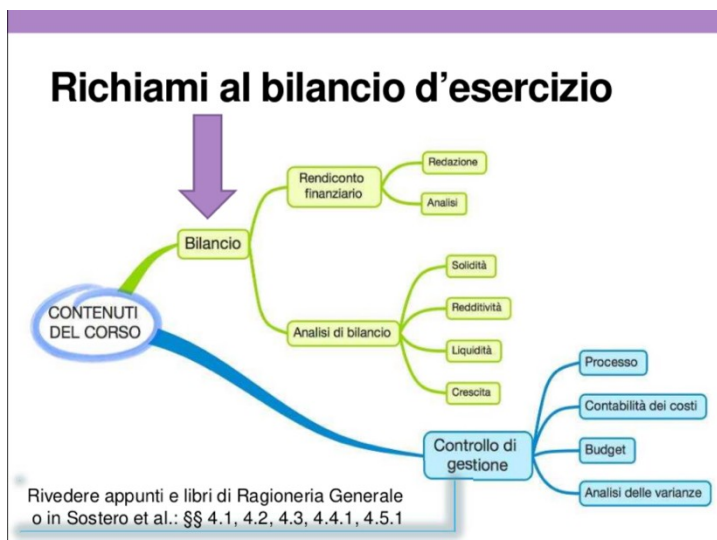 Richiami al bilancio d'esercizio
Rendiconto
finanziario
Redazione
Analisi
Bilancio
Analisi di bilancio
Solidità
Redditività
Liquidità
Crescita
CONTENUTI
DEL CORSO
Controllo di
gestione
Processo
Contabilità dei costi
Budget
Analisi delle varianze
Rivedere appunti e libri di Ragioneria Generale
o in Sostero et al.: §§ 4.1, 4.2, 4.3, 4.4.1, 4.5.1